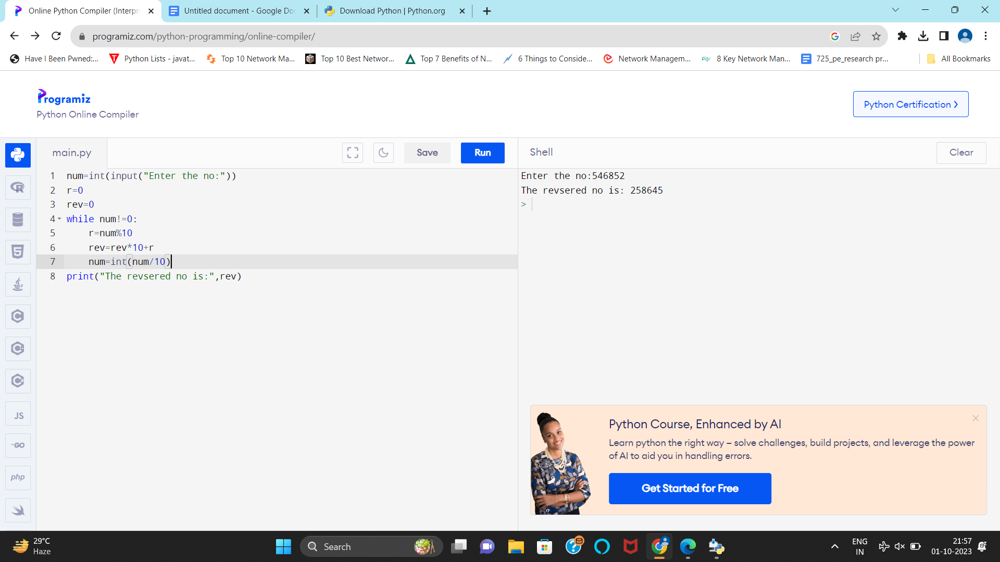 Online Python Compiler (Interpr
Untitled document - Google Do
Download Python | Python.org
programiz.com/python-programming/online-compiler/
Have I Been Pwned:...
Python Lists - javat...
Top 10 Network Ma...
Top 10 Best Networ...
Top 7 Benefits of N...
6 Things to Conside...
Network Managem...
8 Key Network Man...
725_pe_research pr...
All Bookmarks
Programiz
Python Online Compiler
Python Certification
main.py
Save
Run
Shell
Clear
1 num=int(input("Enter the no:"))
2 r=0
3 rev=0
4 while num!=0:
5     r=num%10
6     rev=rev*10+r
7     num=int(num/10)
8 print("The revsered no is:",rev)
Enter the no:546852
The revsered no is: 258645
>
JS
GO
php
Python Course, Enhanced by AI
Learn python the right way – solve challenges, build projects, and leverage the power
of AI to aid you in handling errors.
Get Started for Free
29°C
Haze
Search
ENG
IN
21:57
01-10-2023